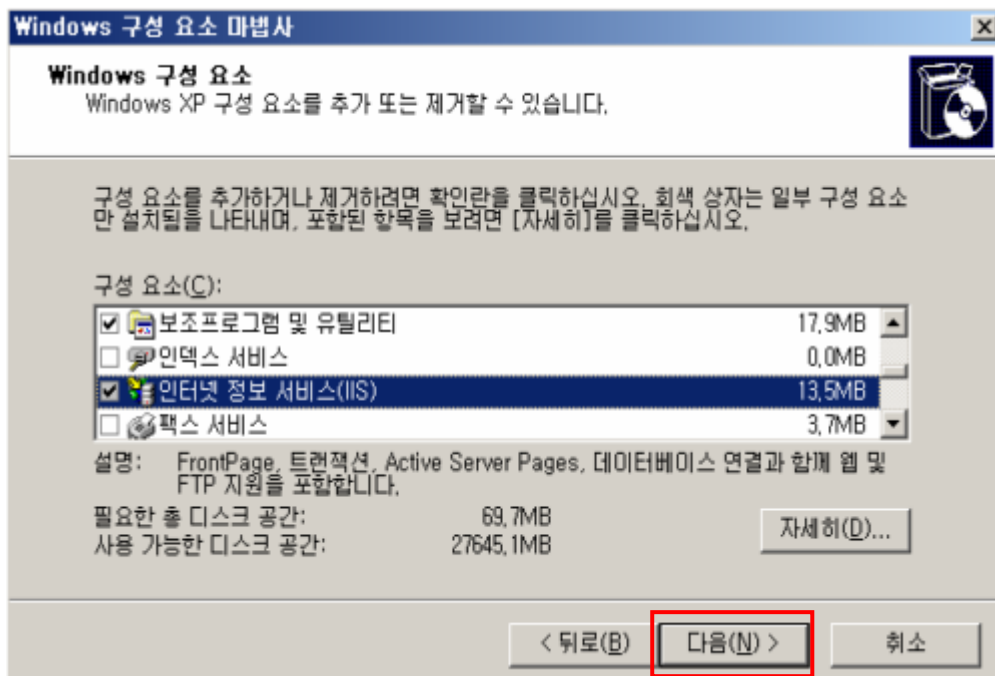 Windows 구성 요소 마법사
Windows 구성 요소
Windows XP 구성 요소를 추가 또는 제거할 수 있습니다.
구성 요소를 추가하거나 제거하려면 확인란을 클릭하십시오. 회색 상자는 일부 구성 요소
만 설치됨을 나타내며, 포함된 항목을 보려면 [자세히]를 클릭하십시오.
구성 요소(C):
보조프로그램 및 유틸리티 17.9MB
인덱스 서비스 0.0MB
인터넷 정보 서비스(IIS) 13.5MB
팩스 서비스 3.7MB
설명: FrontPage, 트랜잭션, Active Server Pages, 데이터베이스 연결과 함께 웹 및
FTP 지원을 포함합니다.
필요한 총 디스크 공간: 69.7MB
사용 가능한 디스크 공간: 27645.1MB
자세히(D)...
< 뒤로(B) 다음(N) > 취소